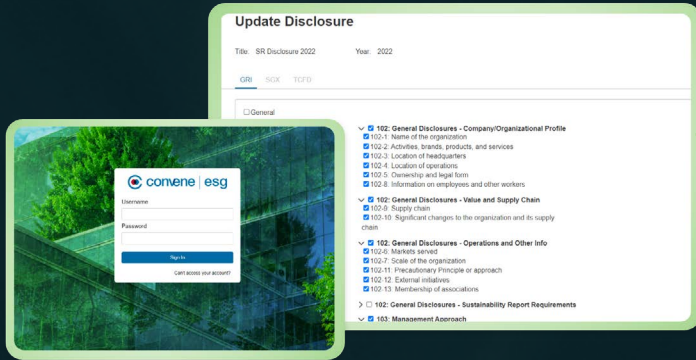 Update Disclosure
Title: SR Disclosure 2022 Year: 2022
GRI SGX TCFD
General
102: General Disclosures - Company/Organizational Profile
102-1: Name of the organization
102-2: Activities, brands, products, and services
102-3: Location of headquarters
102-4: Location of operations
102-5: Ownership and legal form
102-8: Information on employees and other workers
102: General Disclosures - Value and Supply Chain
102-9: Supply chain
102-10: Significant changes to the organization and its supply
chain
102: General Disclosures - Operations and Other Info
102-6: Markets served
102-7: Scale of the organization
102-11: Precautionary Principle or approach
102-12: External initiatives
102-13: Membership of associations
102: General Disclosures - Sustainability Report Requirements
103: Management Approach
convene | esg
Username
Password
Sign In
Can't access your account?